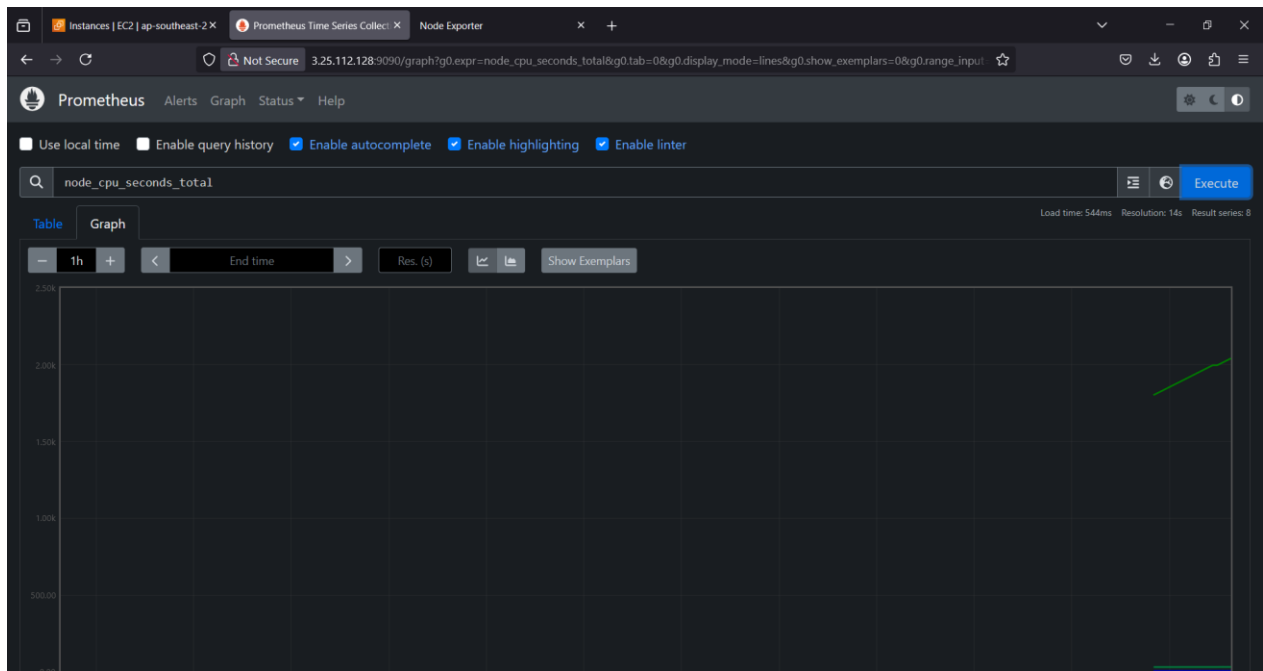 Instances | EC2 | ap-southeast-2 Prometheus Time Series Collect Node Exporter
Not Secure 3.25.112.128:9090/graph?g0.expr=node_cpu_seconds_total&g0.tab=0&g0.display_mode=lines&g0.show_exemplars=0&g0.range_input
Prometheus Alerts Graph Status Help
Use local time Enable query history Enable autocomplete Enable highlighting Enable linter
node_cpu_seconds_total Execute
Load time: 544ms Resolution: 14s Result series: 8
Table Graph
1h End time Res. (s) Show Exemplars
2.50k
2.00k
1.50k
1.00k
500.00
0.00